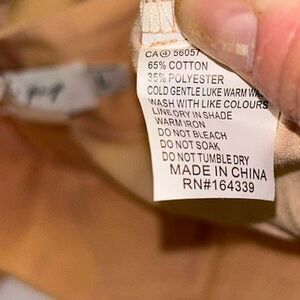 CA 56057
65% COTTON
35% POLYESTER
COLD GENTLE LUKE WARM WA
WASH WITH LIKE COLOURS
LINE DRY IN SHADE
WARM IRON
DO NOT BLEACH
DO NOT SOAK
DO NOT TUMBLE DRY
MADE IN CHINA
RN#164339